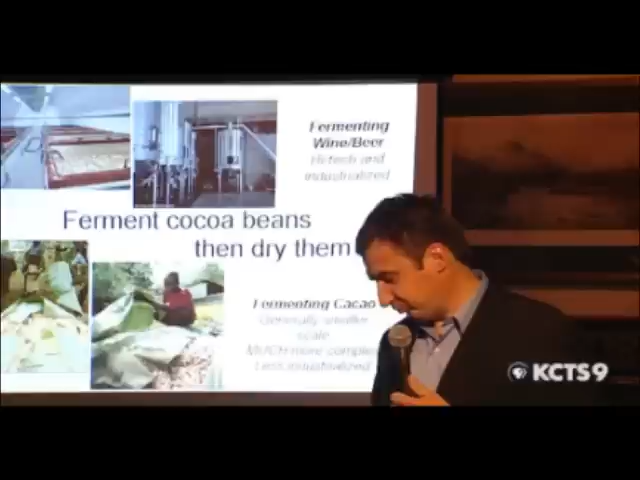 Fermenting
Wine/Beer
Hi-tech and
industrialized
Ferment cocoa beans
then dry them
Fermenting Cacao
Generally smaller
scale
MUCH more complex
Less industrialized
KCTS9